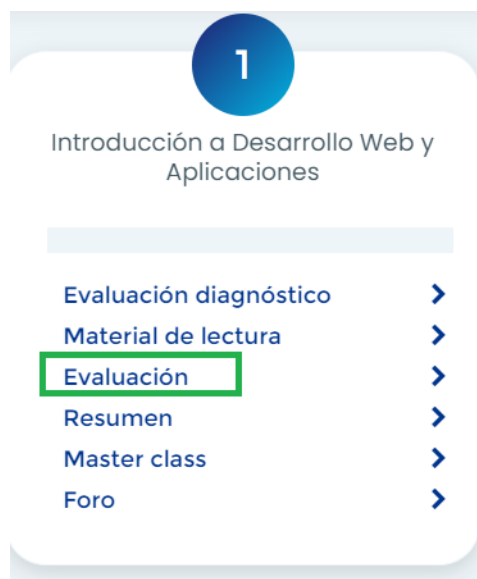 1
Introducción a Desarrollo Web y
Aplicaciones
Evaluación diagnóstico
Material de lectura
Evaluación
Resumen
Master class
Foro